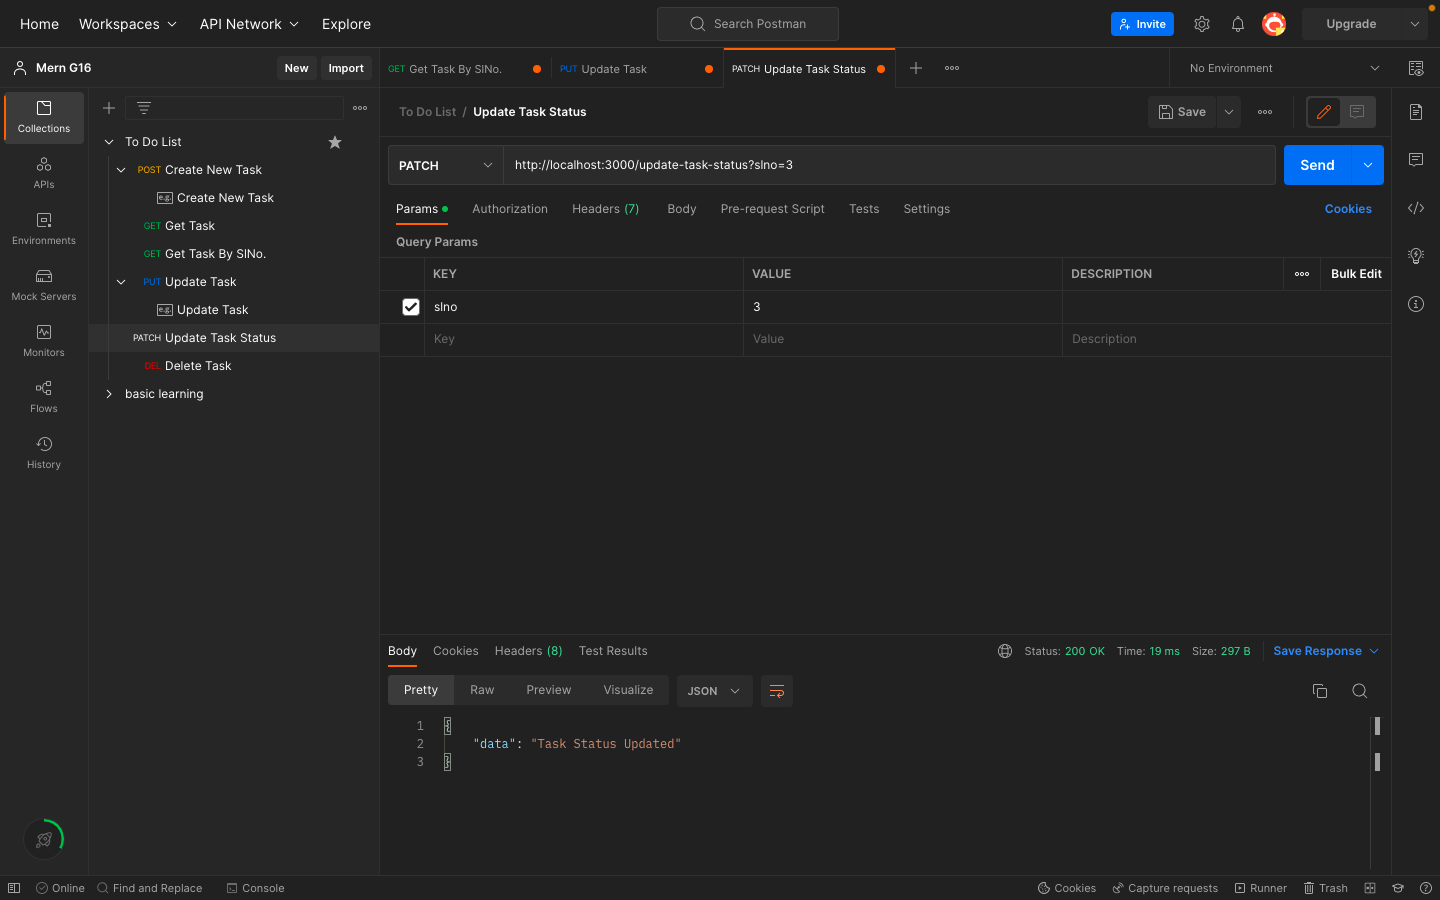 Home Workspaces API Network Explore Search Postman Invite Upgrade
Mern G16 New Import GET Get Task By SlNo. PUT Update Task PATCH Update Task Status No Environment
To Do List / Update Task Status Save
Collections
APIs
Environments
Mock Servers
Monitors
Flows
History
To Do List
POST Create New Task
e.g. Create New Task
GET Get Task
GET Get Task By SlNo.
PUT Update Task
e.g. Update Task
PATCH Update Task Status
DEL Delete Task
basic learning
PATCH http://localhost:3000/update-task-status?slno=3 Send
Params Authorization Headers (7) Body Pre-request Script Tests Settings Cookies
Query Params
KEY VALUE DESCRIPTION Bulk Edit
slno 3
Key Value Description
Body Cookies Headers (8) Test Results Status: 200 OK Time: 19 ms Size: 297 B Save Response
Pretty Raw Preview Visualize JSON
1 {
2 "data": "Task Status Updated"
3 }
Online Find and Replace Console Cookies Capture requests Runner Trash